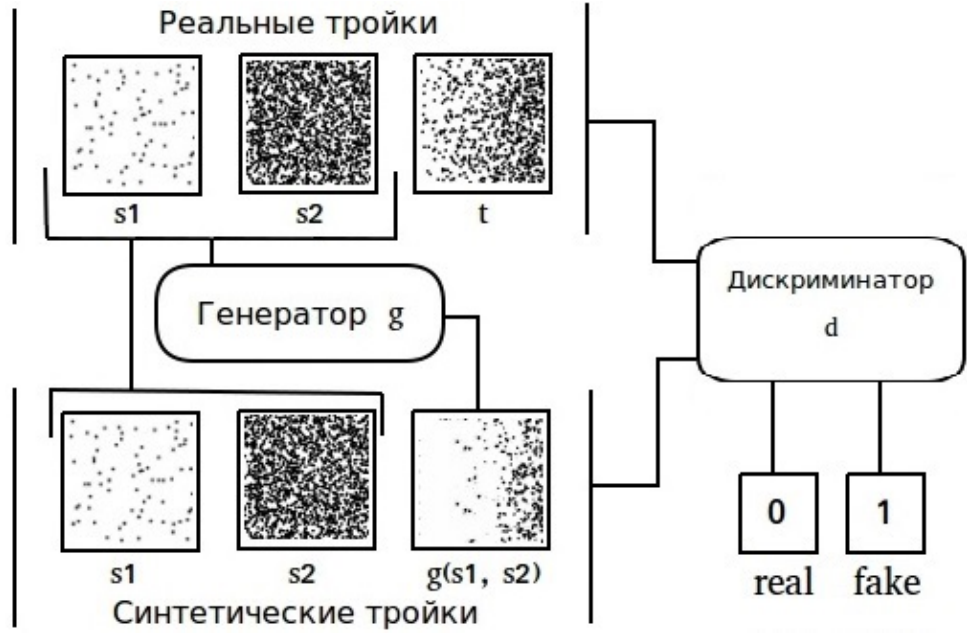 Реальные тройки
s1 s2 t
Генератор g
Дискриминатор
d
s1 s2 g(s1, s2)
Синтетические тройки
0 1
real fake